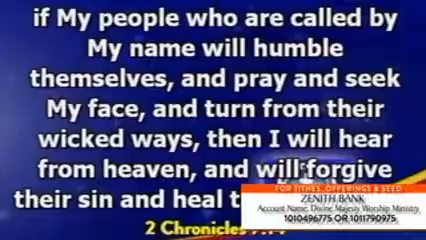 if My people who are called by
My name will humble
themselves, and pray and seek
My face, and turn from their
wicked ways, then I will hear
from heaven, and will forgive
their sin and heal
FOR TITHES, OFFERINGS & SEED
ZENITH BANK
Account Name: Divine Majesty Worship Ministry
1010496775 OR 1011790975
2 Chronicles